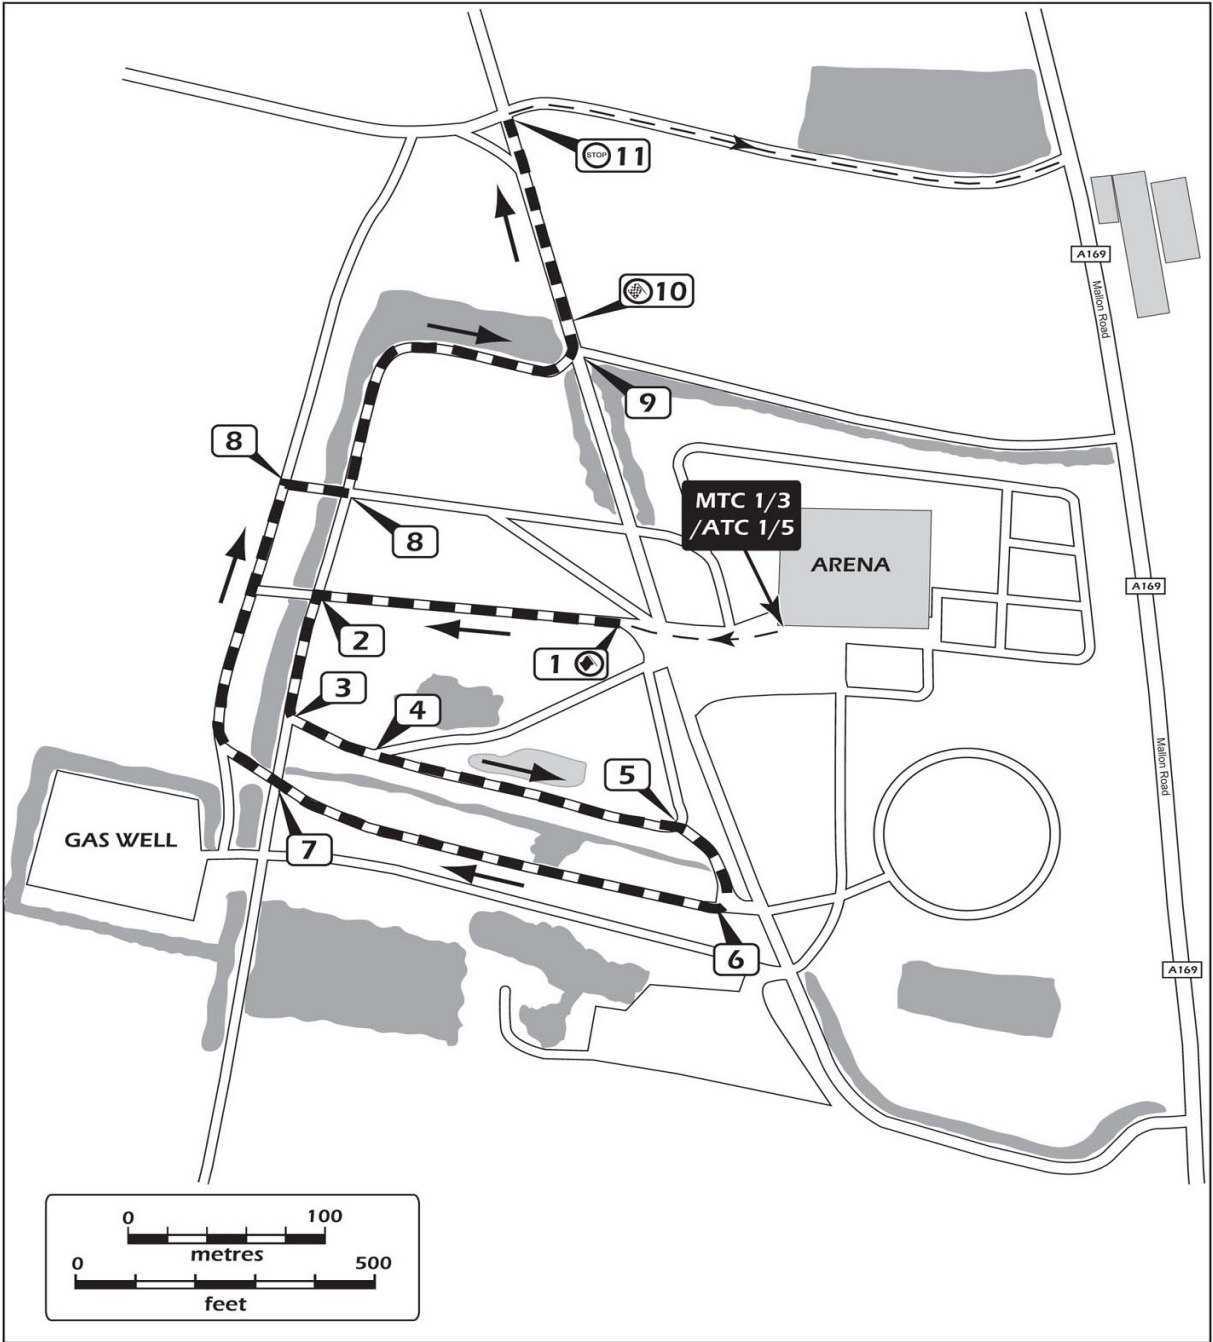 STOP 11
A169
10
Mallon Road
9
8
MTC 1/3
/ATC 1/5
8
ARENA
A169
2
1
3
4
5
Mallon Road
GAS WELL
7
6
A169
0 100
metres
0 500
feet